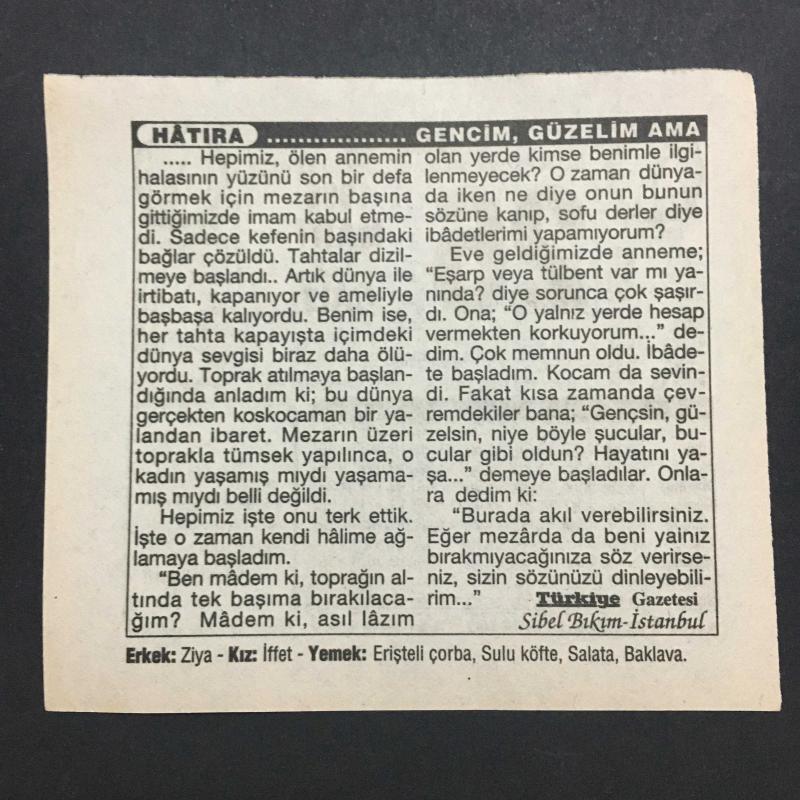 HÂTIRA .................. GENCİM, GÜZELİM AMA
..... Hepimiz, ölen annemin
halasının yüzünü son bir defa
görmek için mezarın başına
gittiğimizde imam kabul etme-
di. Sadece kefenin başındaki
bağlar çözüldü. Tahtalar dizil-
meye başlandı.. Artık dünya ile
irtibatı, kapanıyor ve ameliyle
başbaşa kalıyordu. Benim ise,
her tahta kapayışta içimdeki
dünya sevgisi biraz daha ölü-
yordu. Toprak atılmaya başlan-
dığında anladım ki; bu dünya
gerçekten koskocaman bir ya-
landan ibaret. Mezarın üzeri
toprakla tümsek yapılınca, o
kadın yaşamış mıydı yaşama-
mış mıydı belli değildi.
Hepimiz işte onu terk ettik.
İşte o zaman kendi hâlime ağ-
lamaya başladım.
"Ben mâdem ki, toprağın al-
tında tek başıma bırakılaca-
ğım? Mâdem ki, asıl lâzım
olan yerde kimse benimle ilgi-
lenmeyecek? O zaman dünya-
da iken ne diye onun bunun
sözüne kanıp, sofu derler diye
ibâdetlerimi yapamıyorum?
Eve geldiğimizde anneme;
"Eşarp veya tülbent var mı ya-
nında? diye sorunca çok şaşır-
dı. Ona; "O yalnız yerde hesap
vermekten korkuyorum..." de-
dim. Çok memnun oldu. İbâde-
te başladım. Kocam da sevin-
di. Fakat kısa zamanda çev-
remdekiler bana; "Gençsin, gü-
zelsin, niye böyle şucular, bu-
cular gibi oldun? Hayatını ya-
şa..." demeye başladılar. Onla-
ra dedim ki:
"Burada akıl verebilirsiniz.
Eğer mezârda da beni yainız
bırakmıyacağınıza söz verirse-
niz, sizin sözünüzü dinleyebili-
rim..." Türkiye Gazetesi
Sibel Bıkım-İstanbul
Erkek: Ziya - Kız: İffet - Yemek: Erişteli çorba, Sulu köfte, Salata, Baklava.